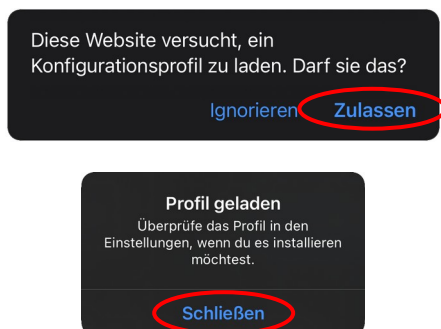 Diese Website versucht, ein
Konfigurationsprofil zu laden. Darf sie das?
Ignorieren Zulassen
Profil geladen
Überprüfe das Profil in den
Einstellungen, wenn du es installieren
möchtest.
Schließen